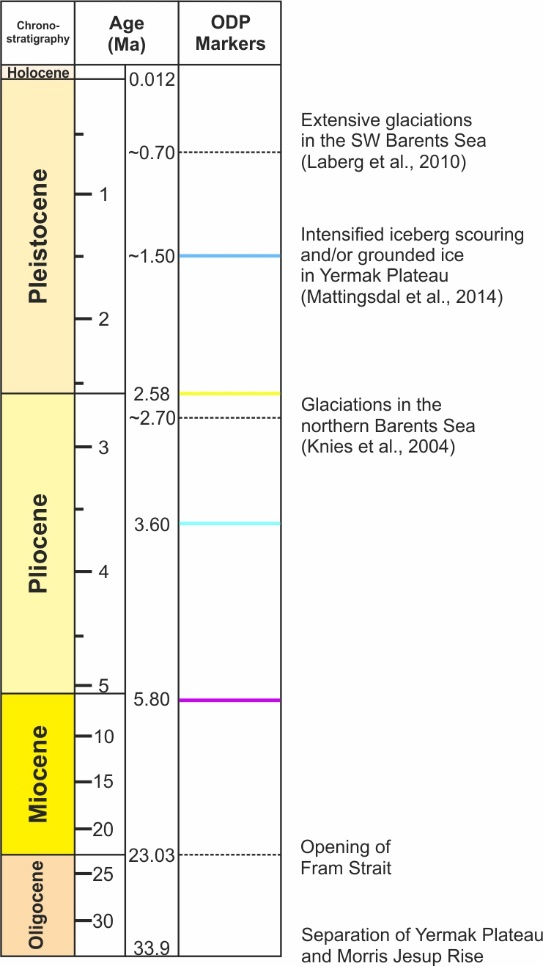 Chrono-
stratigraphy
Age
(Ma)
ODP
Markers
Holocene
0.012
Extensive glaciations
in the SW Barents Sea
(Laberg et al., 2010)
~0.70
Pleistocene
1
Intensified iceberg scouring
and/or grounded ice
in Yermak Plateau
(Mattingsdal et al., 2014)
~1.50
2
2.58
~2.70
Glaciations in the
northern Barents Sea
(Knies et al., 2004)
3
3.60
Pliocene
4
5
5.80
Miocene
10
15
20
23.03
Opening of
Fram Strait
Oligocene
25
30
33.9
Separation of Yermak Plateau
and Morris Jesup Rise